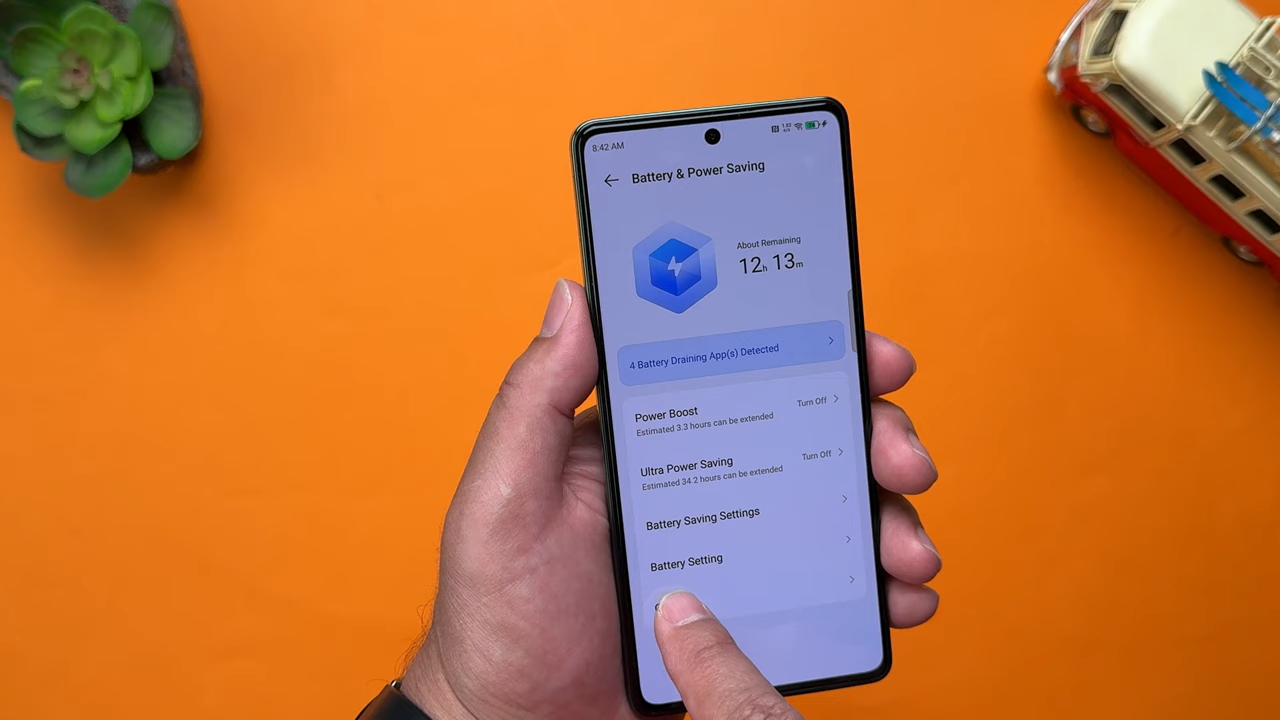 8:42 AM
Battery & Power Saving
About Remaining
12h 13m
4 Battery Draining App(s) Detected
Power Boost
Turn Off
Estimated 3.3 hours can be extended
Ultra Power Saving
Turn Off
Estimated 34.2 hours can be extended
Battery Saving Settings
Battery Setting